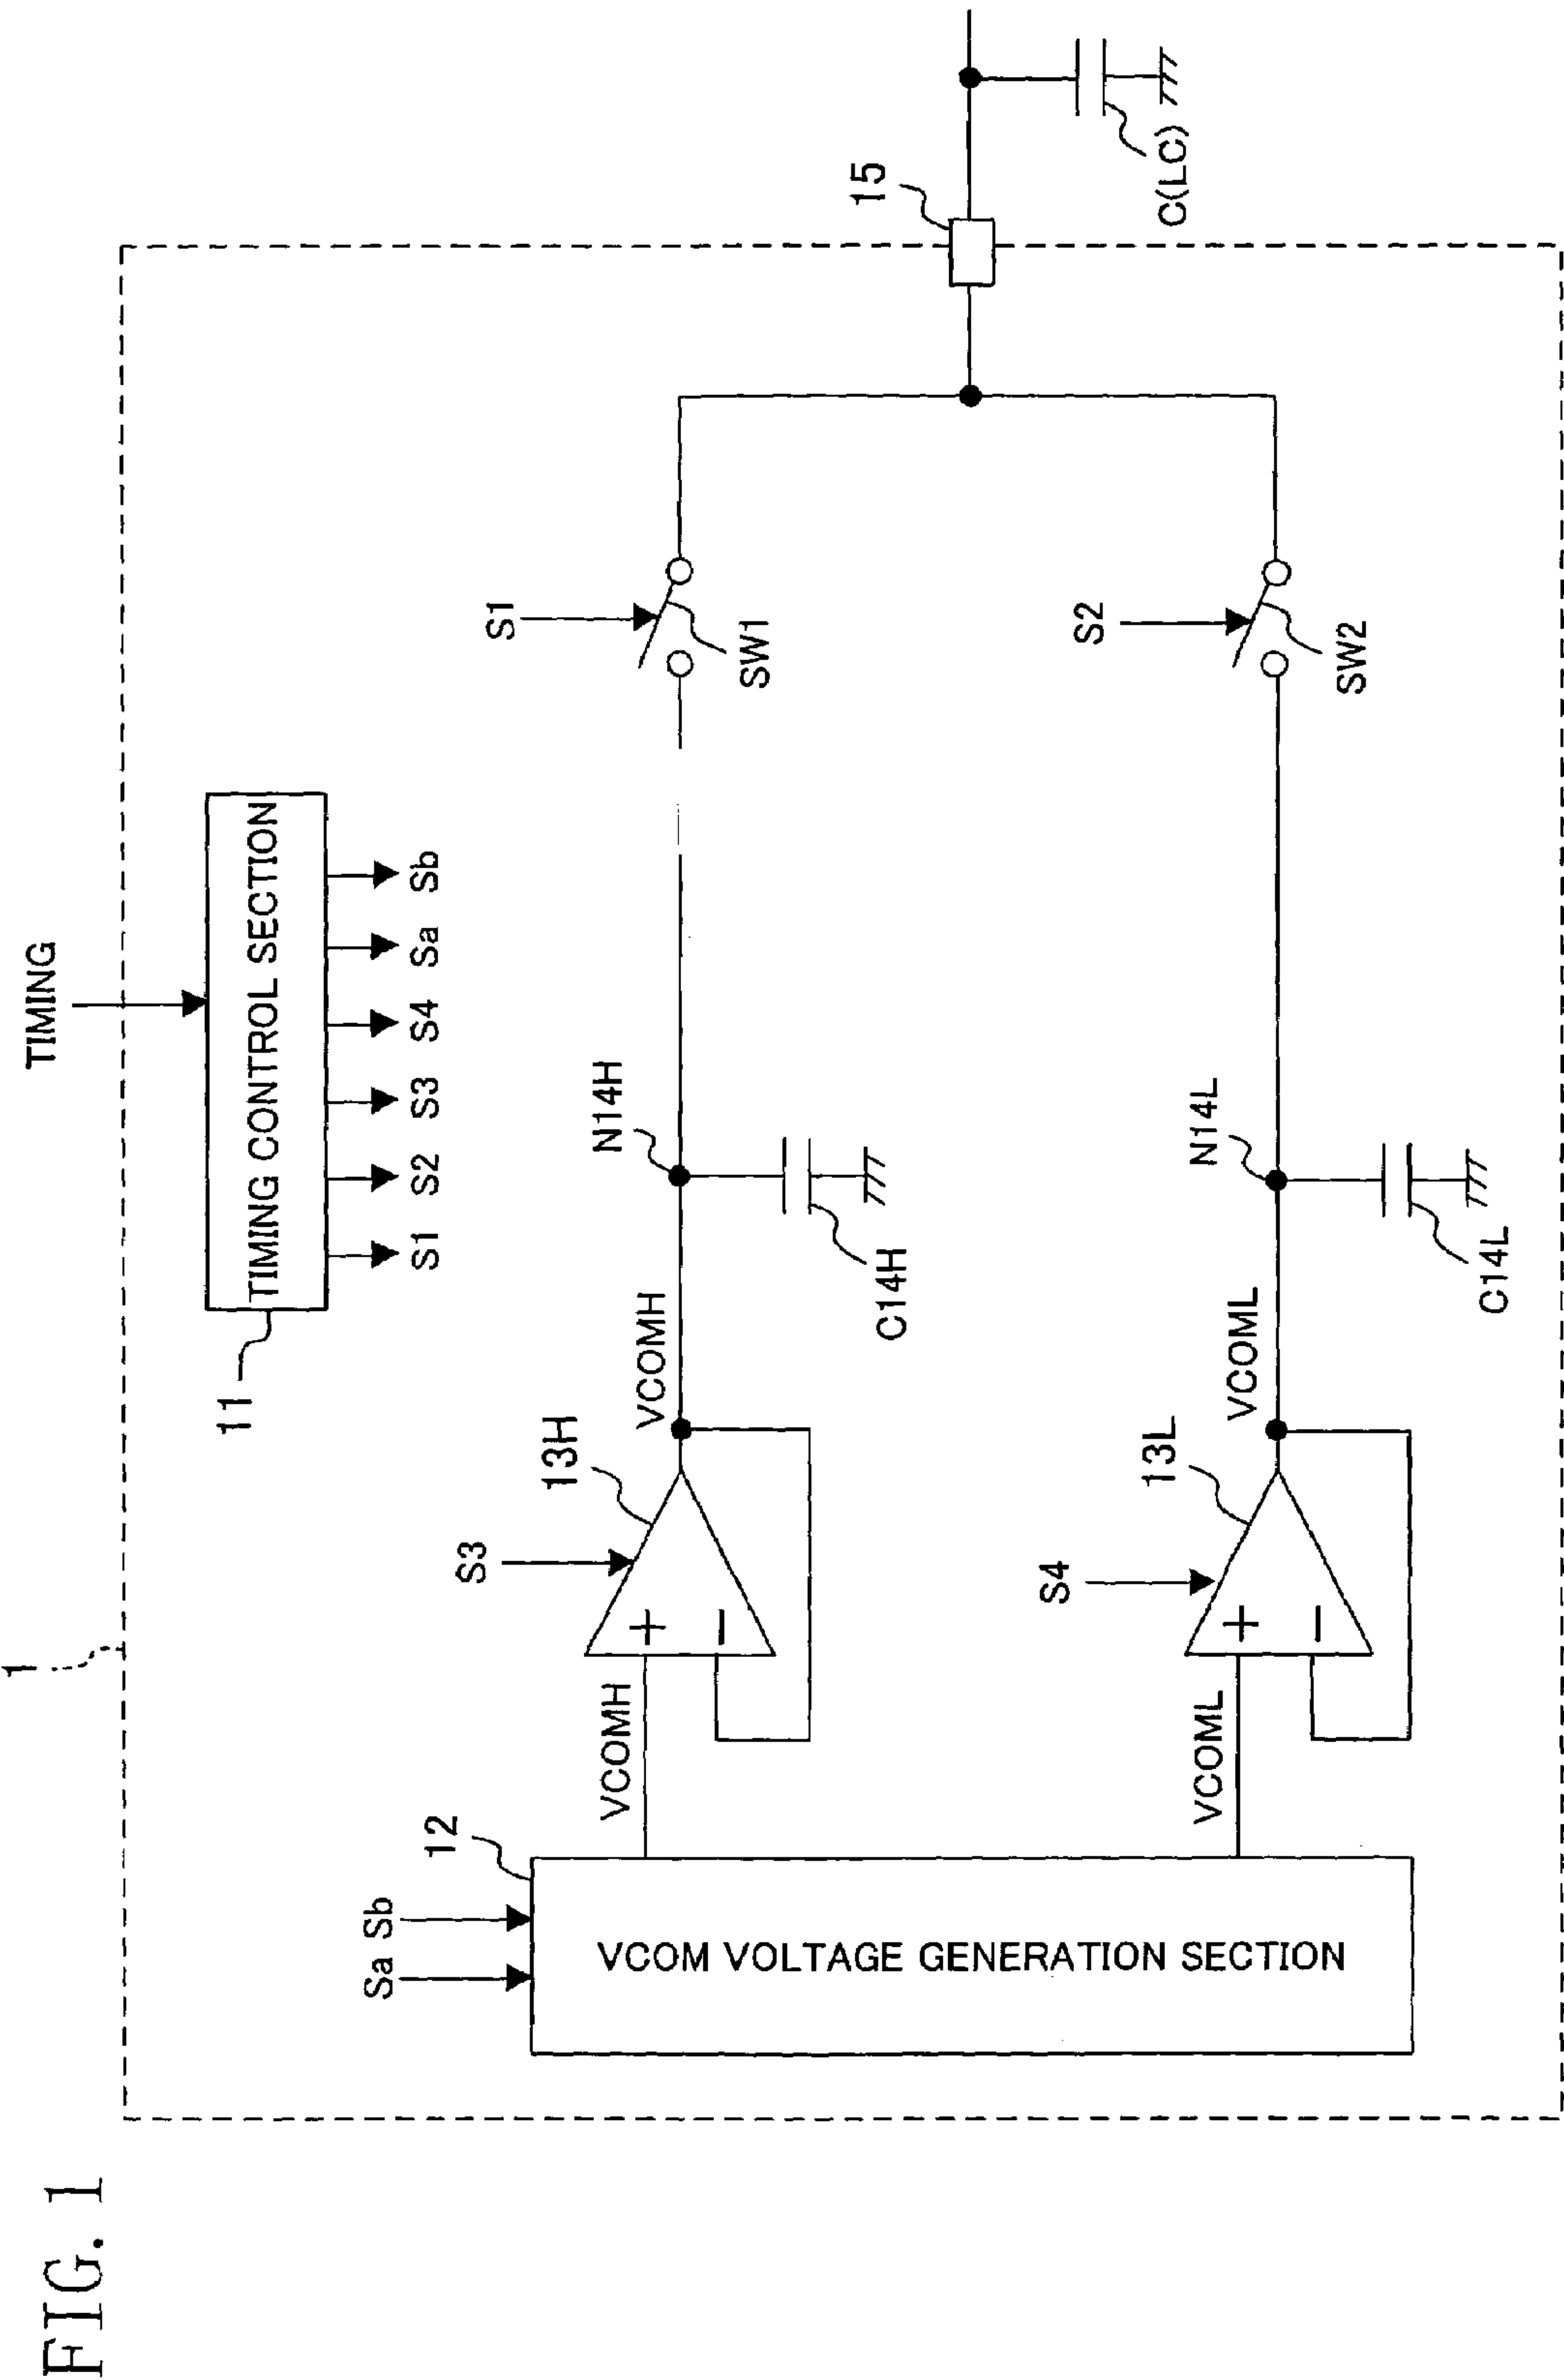 FIG. 1
1
TIMING
11
TIMING CONTROL SECTION
S1
S2
S3
S4
Sa
Sb
Sa
Sb
12
VCOM VOLTAGE GENERATION SECTION
VCOMH
S3
13H
VCOMH
N14H
C14H
S1
SW1
15
C(LC)
VCOML
S4
13L
VCOML
N14L
C14L
S2
SW2